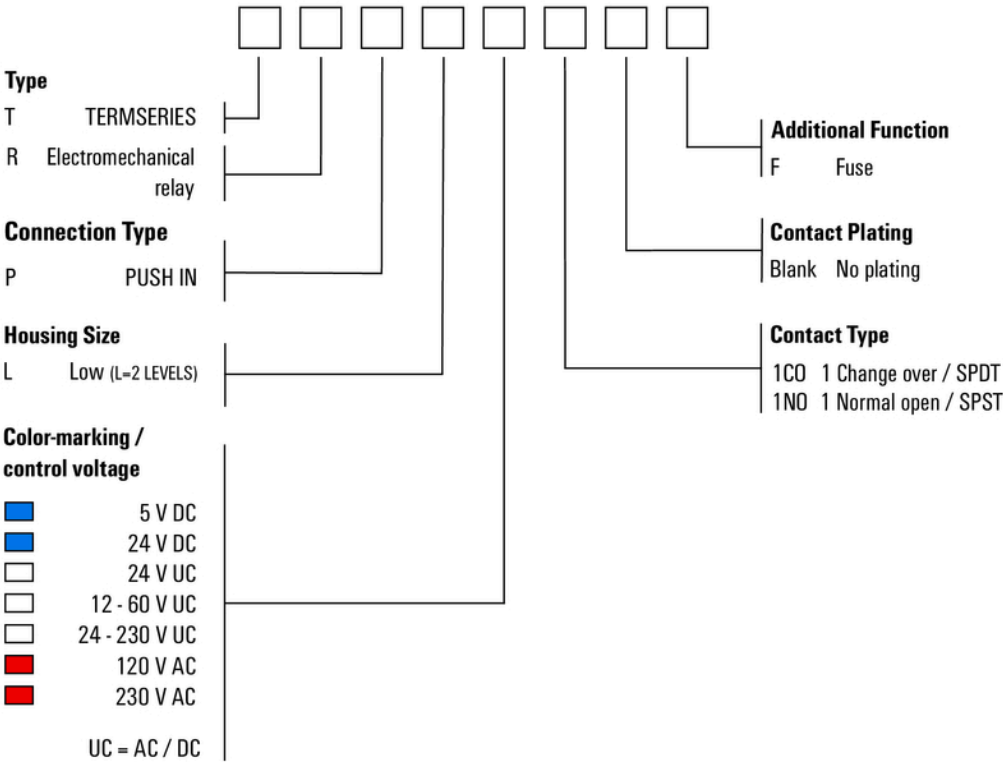 Type
T TERMSERIES
R Electromechanical
relay
Connection Type
P PUSH IN
Housing Size
L Low (L=2 LEVELS)
Color-marking /
control voltage
5 V DC
24 V DC
24 V UC
12 - 60 V UC
24 - 230 V UC
120 V AC
230 V AC
UC = AC / DC
Additional Function
F Fuse
Contact Plating
Blank No plating
Contact Type
1CO 1 Change over / SPDT
1NO 1 Normal open / SPST